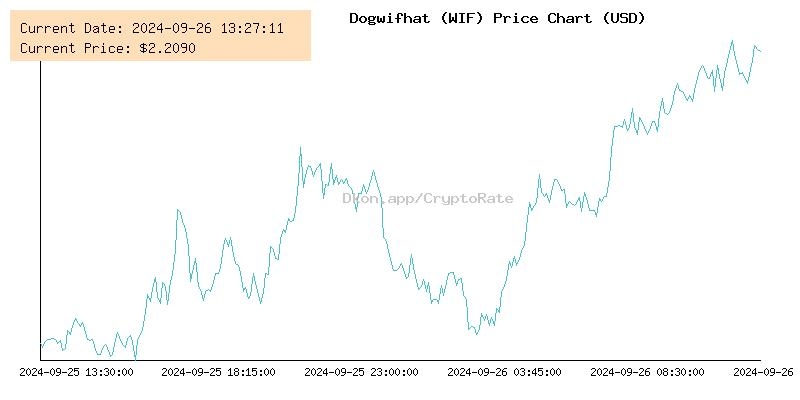 Dogwifhat (WIF) Price Chart (USD)
Current Date: 2024-09-26 13:27:11
Current Price: $2.2090
Dkon.app/CryptoRate
2024-09-25 13:30:00 2024-09-25 18:15:00 2024-09-25 23:00:00 2024-09-26 03:45:00 2024-09-26 08:30:00 2024-09-26